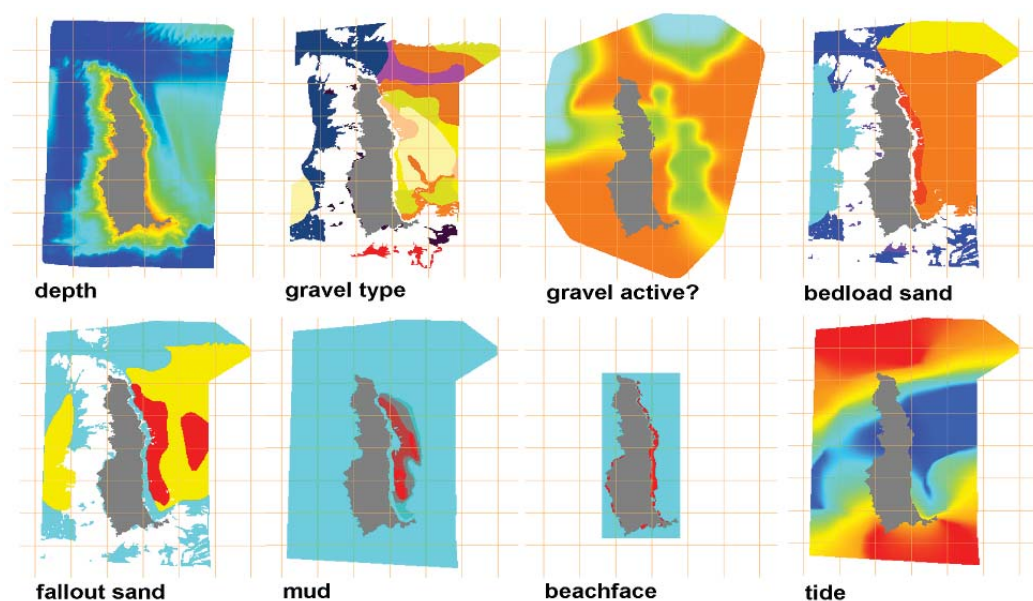 depth
gravel type
gravel active?
bedload sand
fallout sand
mud
beachface
tide